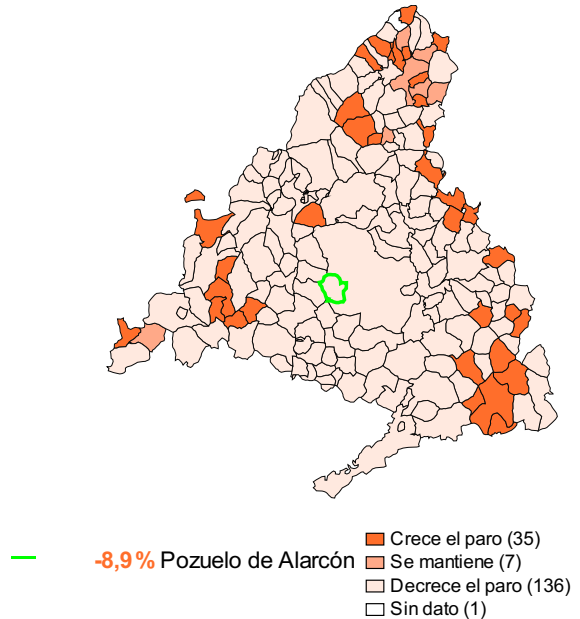 -8,9% Pozuelo de Alarcón
Crece el paro (35)
Se mantiene (7)
Decrece el paro (136)
Sin dato (1)